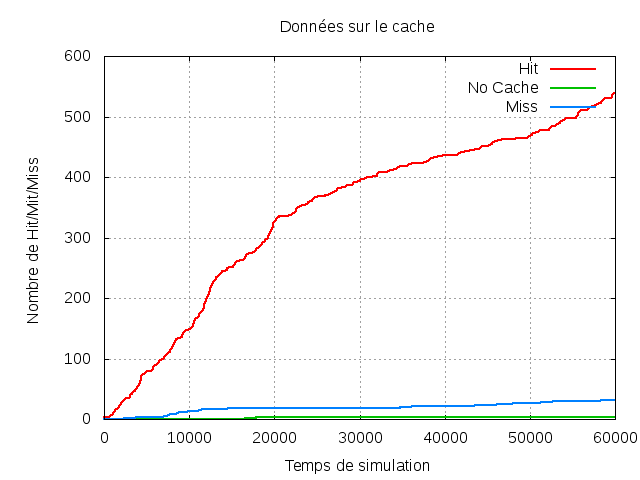 Données sur le cache
Nombre de Hit/Mit/Miss
600
500
400
300
200
100
0
Hit
No Cache
Miss
0 10000 20000 30000 40000 50000 60000
Temps de simulation